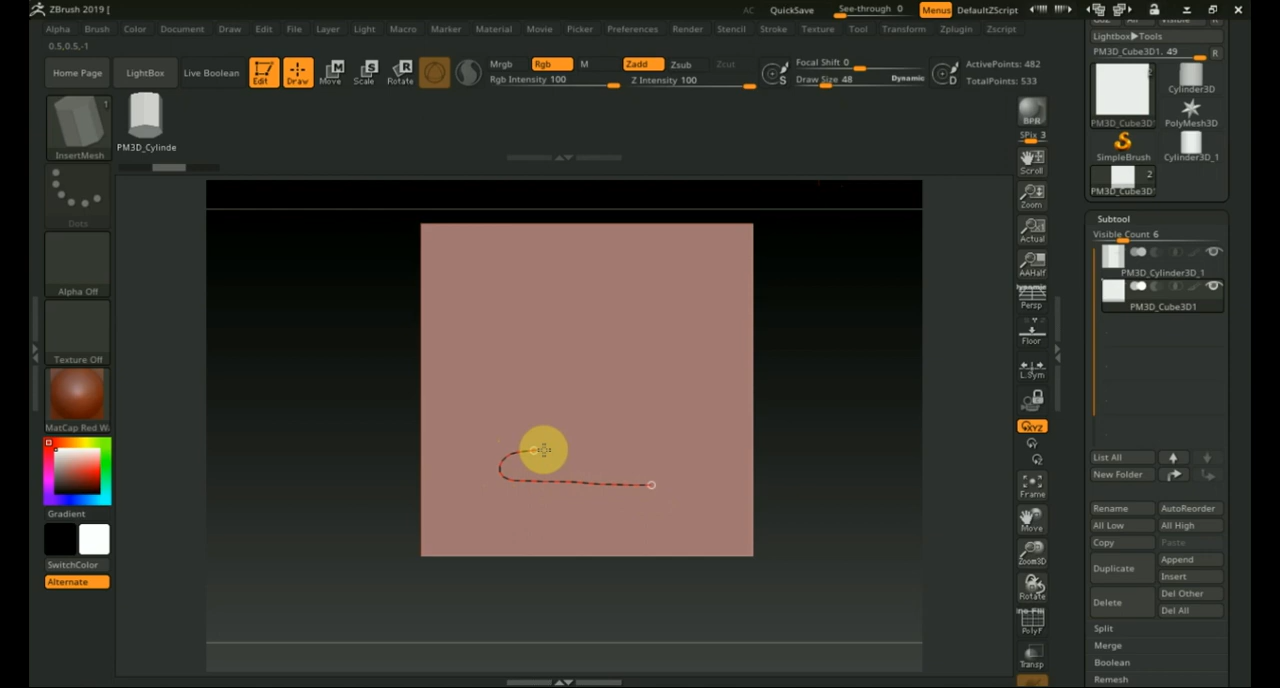 ZBrush 2019 [
AC QuickSave See-through 0 Menus DefaultZScript
Alpha Brush Color Document Draw Edit File Layer Light Macro Marker Material Movie Picker Preferences Render Stencil Stroke Texture Tool Transform Zplugin Zscript
0.5,0.5,-1
Home Page LightBox Live Boolean Edit Draw Move Scale Rotate
Mrgb Rgb M Zadd Zsub Zcut
Rgb Intensity 100 Z Intensity 100
Focal Shift 0
Draw Size 48 Dynamic
S D
ActivePoints: 482
TotalPoints: 533
1
InsertMesh
PM3D_Cylinde
Dots
Alpha Off
Texture Off
MatCap Red W
Gradient
SwitchColor
Alternate
BPR
SPix 3
Scroll
Zoom
Actual
AAHalf
Dynamic
Persp
Floor
L.Sym
XYZ
Frame
Move
Zoom3D
Rotate
PolyF
Transp
All Visible R
Lightbox▶Tools
PM3D_Cube3D1. 49 R
2
PM3D_Cube3D
Cylinder3D
PolyMesh3D
SimpleBrush
Cylinder3D_1
2
PM3D_Cube3D
Subtool
Visible Count 6
PM3D_Cylinder3D_1
PM3D_Cube3D1
List All
New Folder
Rename AutoReorder
All Low All High
Copy Paste
Duplicate Append
Insert
Delete Del Other
Del All
Split
Merge
Boolean
Remesh